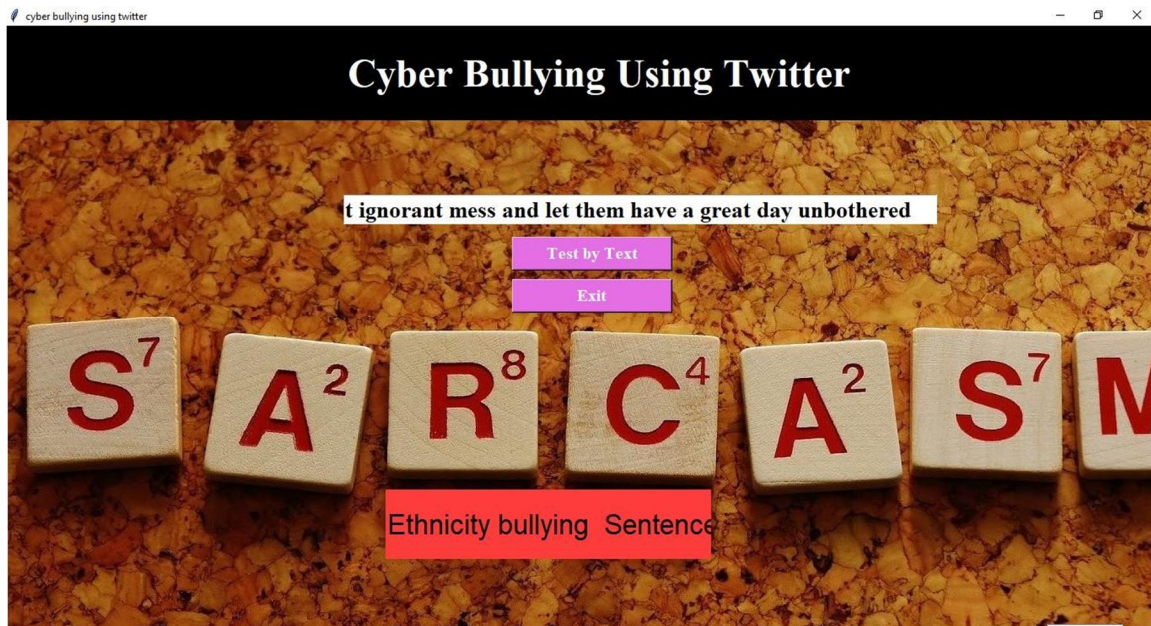 cyber bullying using twitter
Cyber Bullying Using Twitter
t ignorant mess and let them have a great day unbothered
Test by Text
Exit
S7 A2 R8 C4 A2 S7 M
Ethnicity bullying Sentence